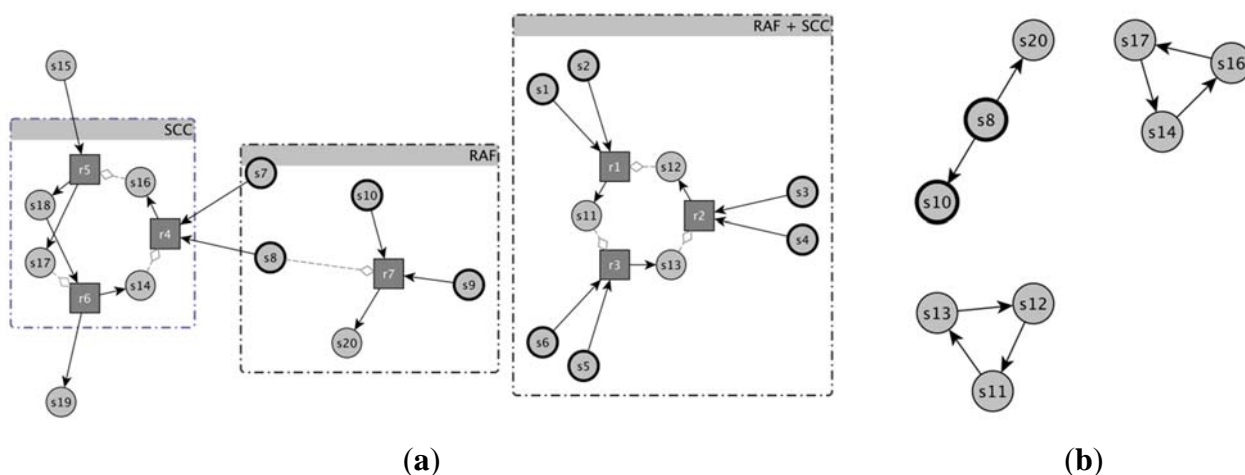 RAF + SCC
s2
s1
s15
SCC
RAF
r5
s16
s18
r4
s17
s14
r6
s19
s7
s10
s8
r7
s9
s20
r1
s12
s11
r2
s3
s4
r3
s13
s6
s5
(a)
s20
s8
s10
s17
s16
s14
s13
s12
s11
(b)